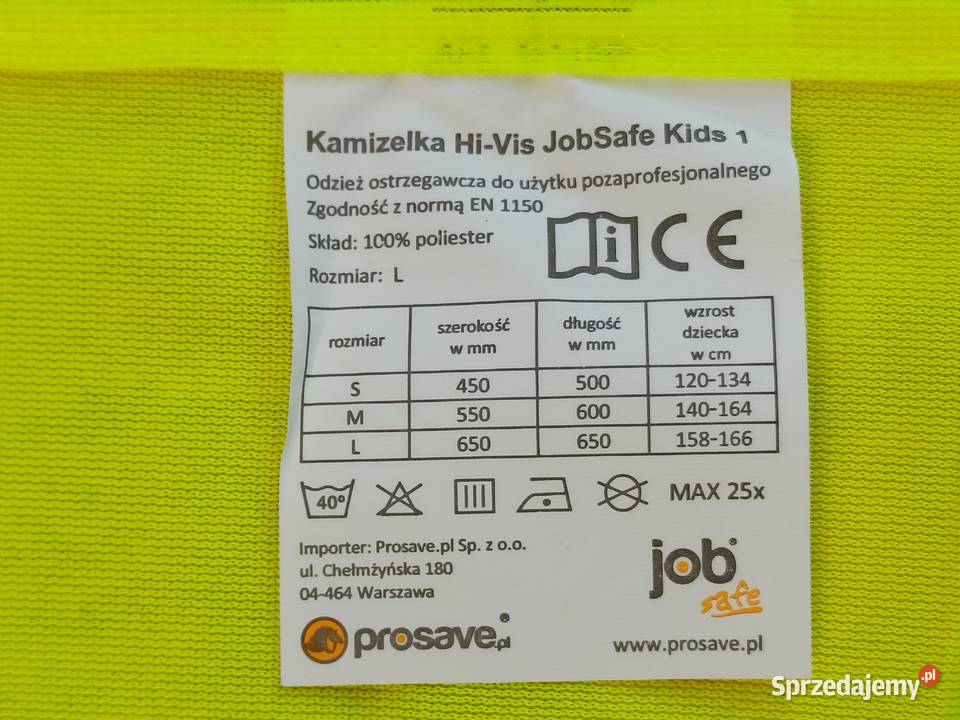 Kamizelka Hi-Vis JobSafe Kids 1
Odzież ostrzegawcza do użytku pozaprofesjonalnego
Zgodność z normą EN 1150
Skład: 100% poliester
Rozmiar: L
i CE
rozmiar szerokość w mm długość w mm wzrost dziecka w cm
S 450 500 120-134
M 550 600 140-164
L 650 650 158-166
40° MAX 25x
Importer: Prosave.pl Sp. z o.o.
ul. Chełmżyńska 180
04-464 Warszawa
job®
safe
prosave.pl®
www.prosave.pl
Sprzedajemy.pl